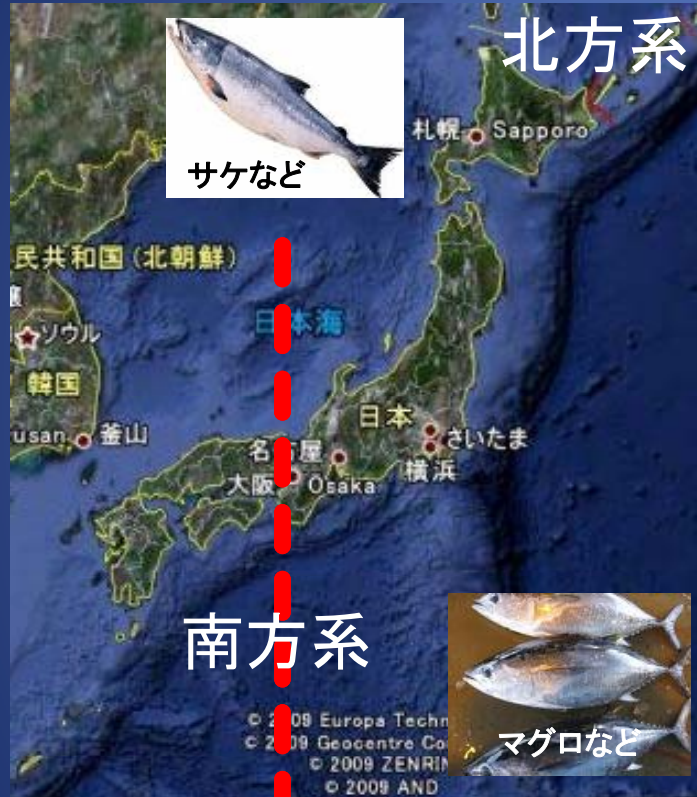 北方系
サケなど
札幌 Sapporo
民共和国(北朝鮮)
日本海
ソウル
韓国
usan 釜山
日本
さいたま
横浜
名古屋
大阪 Osaka
南方系
マグロなど
© 2009 Europa Techn
© 2009 Geocentre Co
© 2009 ZENRIN
© 2009 AND